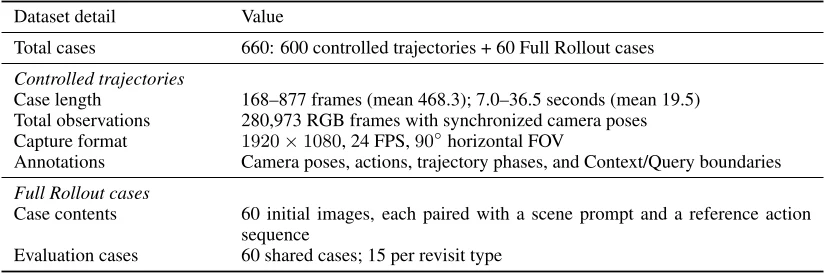 Dataset detail Value
Total cases 660: 600 controlled trajectories + 60 Full Rollout cases
Controlled trajectories
Case length 168–877 frames (mean 468.3); 7.0–36.5 seconds (mean 19.5)
Total observations 280,973 RGB frames with synchronized camera poses
Capture format 1920 × 1080, 24 FPS, 90° horizontal FOV
Annotations Camera poses, actions, trajectory phases, and Context/Query boundaries
Full Rollout cases
Case contents 60 initial images, each paired with a scene prompt and a reference action
sequence
Evaluation cases 60 shared cases; 15 per revisit type